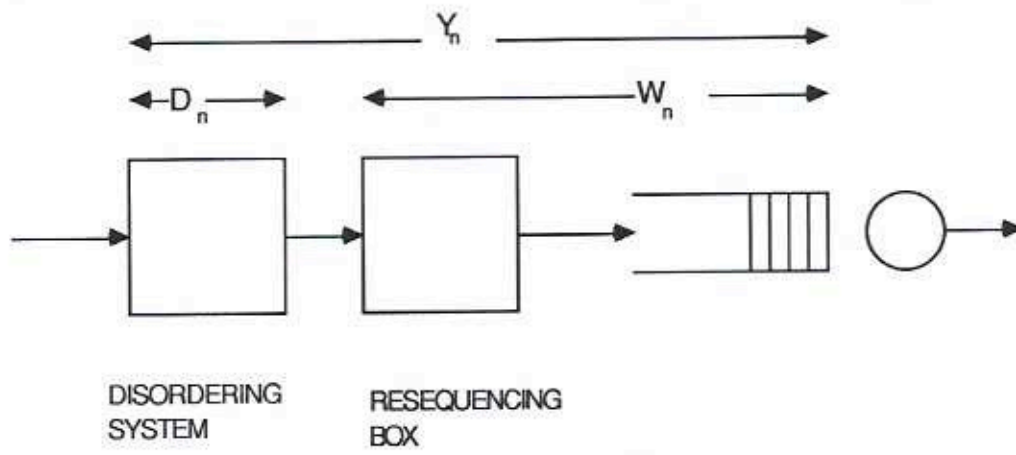 Yn
Dn
Wn
DISORDERING
SYSTEM
RESEQUENCING
BOX